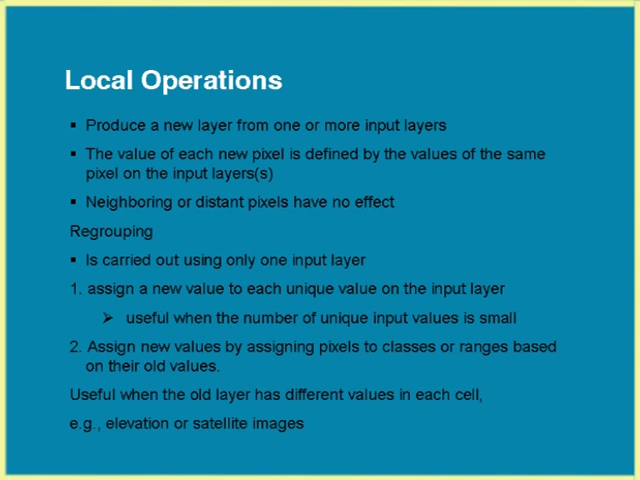 Local Operations
▪ Produce a new layer from one or more input layers
▪ The value of each new pixel is defined by the values of the same
pixel on the input layers(s)
▪ Neighboring or distant pixels have no effect
Regrouping
▪ Is carried out using only one input layer
1. assign a new value to each unique value on the input layer
➢ useful when the number of unique input values is small
2. Assign new values by assigning pixels to classes or ranges based
on their old values.
Useful when the old layer has different values in each cell,
e.g., elevation or satellite images